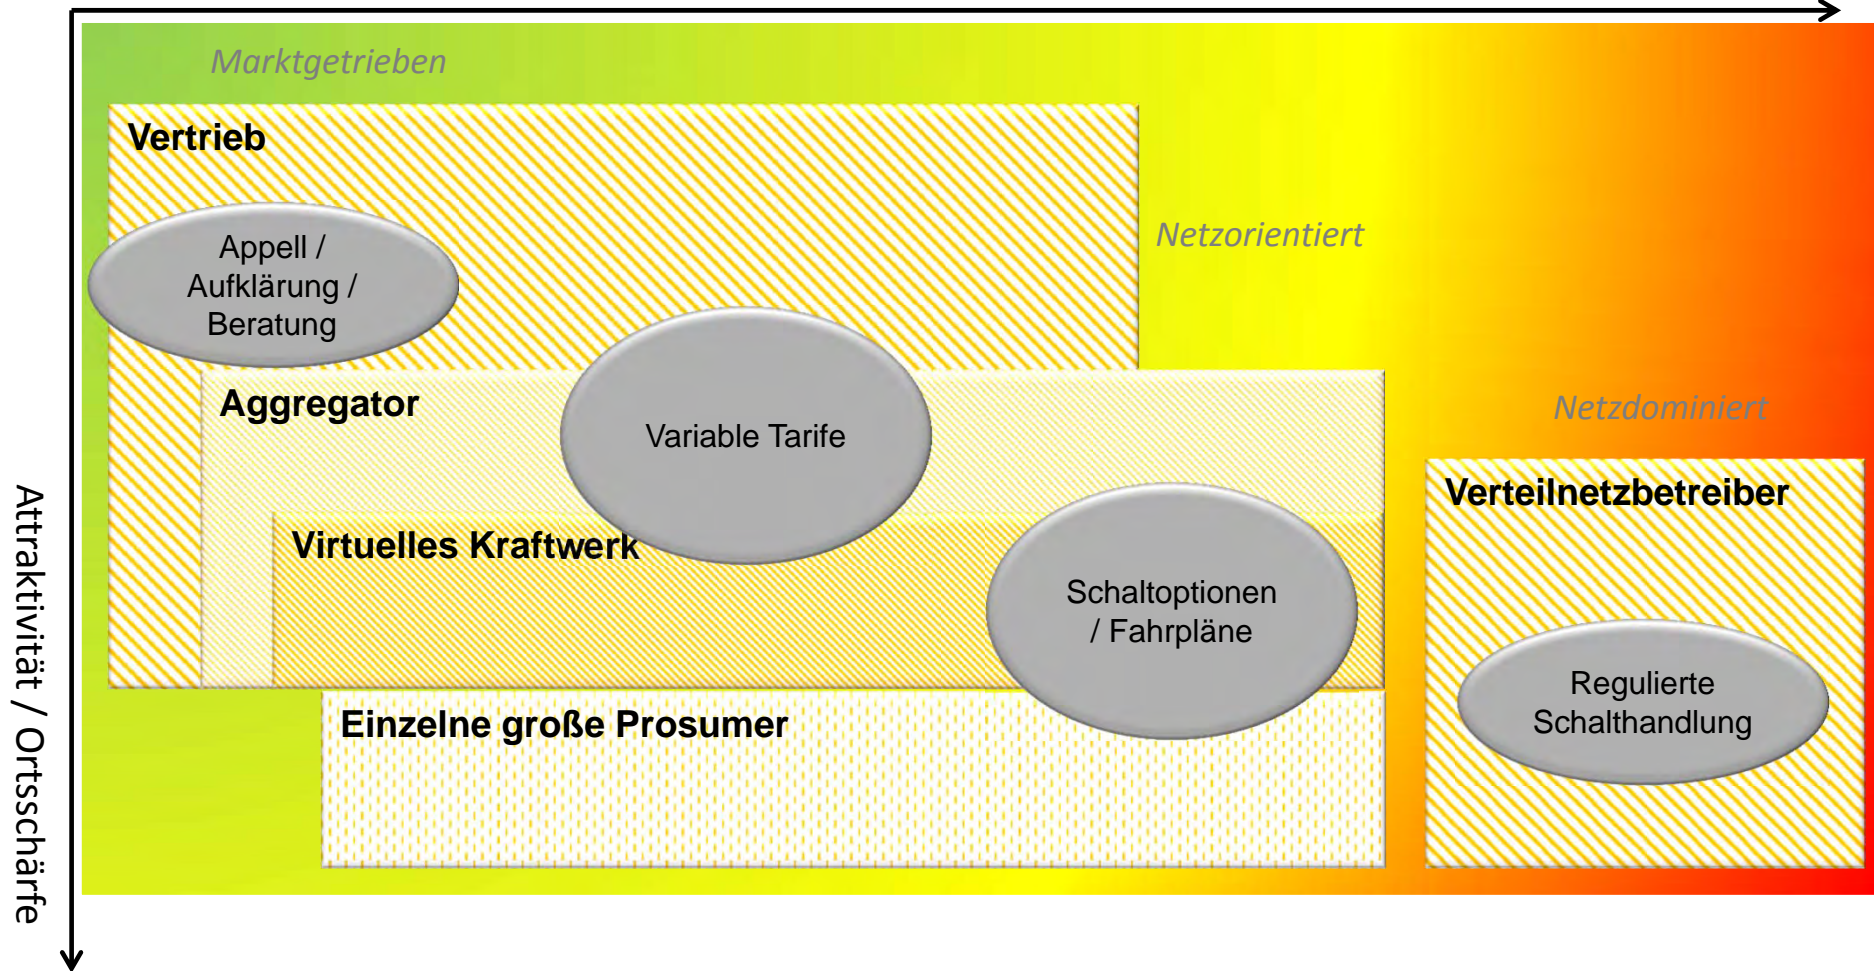 Marktgetrieben
Vertrieb
Appell /
Aufklärung /
Beratung
Netzorientiert
Aggregator
Variable Tarife
Netzdominiert
Virtuelles Kraftwerk
Verteilnetzbetreiber
Schaltoptionen
/ Fahrpläne
Einzelne große Prosumer
Regulierte
Schalthandlung
Attraktivität / Ortsschärfe